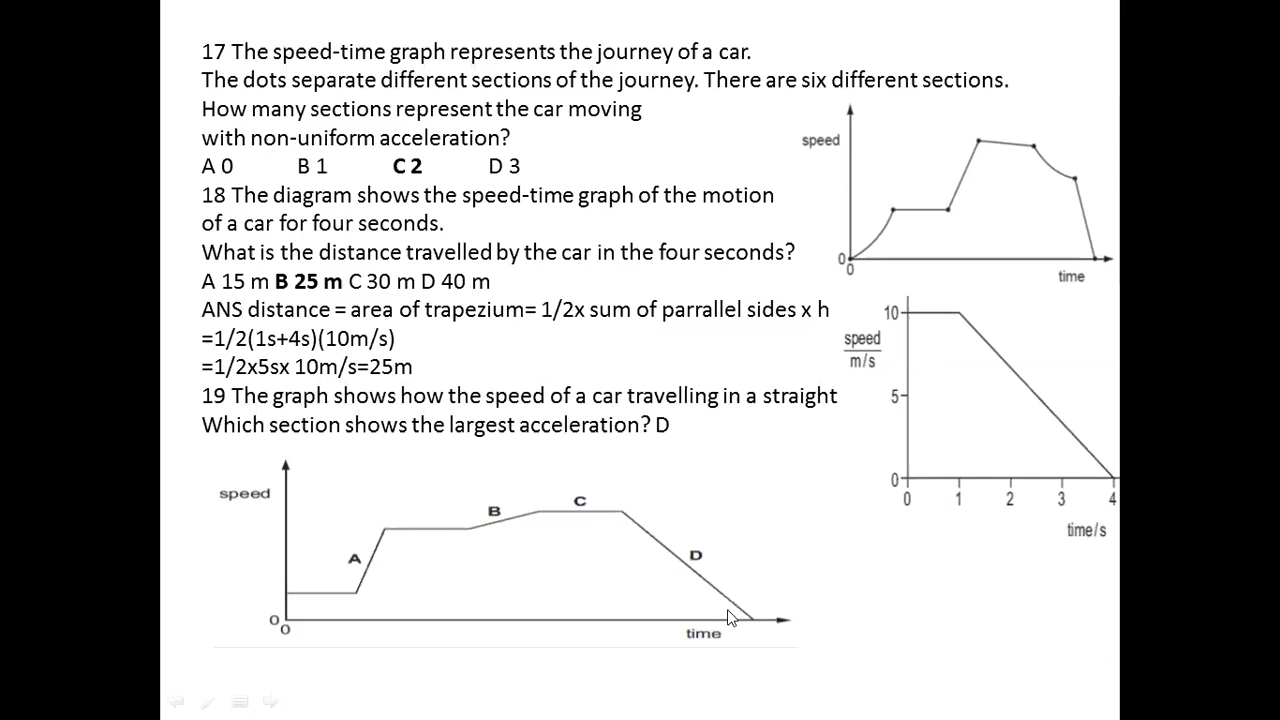 17 The speed-time graph represents the journey of a car.
The dots separate different sections of the journey. There are six different sections.
How many sections represent the car moving
with non-uniform acceleration?
A 0 B 1 C 2 D 3
18 The diagram shows the speed-time graph of the motion
of a car for four seconds.
What is the distance travelled by the car in the four seconds?
A 15 m B 25 m C 30 m D 40 m
ANS distance = area of trapezium= 1/2x sum of parrallel sides x h
=1/2(1s+4s)(10m/s)
=1/2x5sx 10m/s=25m
19 The graph shows how the speed of a car travelling in a straight
Which section shows the largest acceleration? D
speed
0
0
time
10
speed
m/s
5
0
0 1 2 3 4
time/s
speed
A
B
C
D
0
0
time